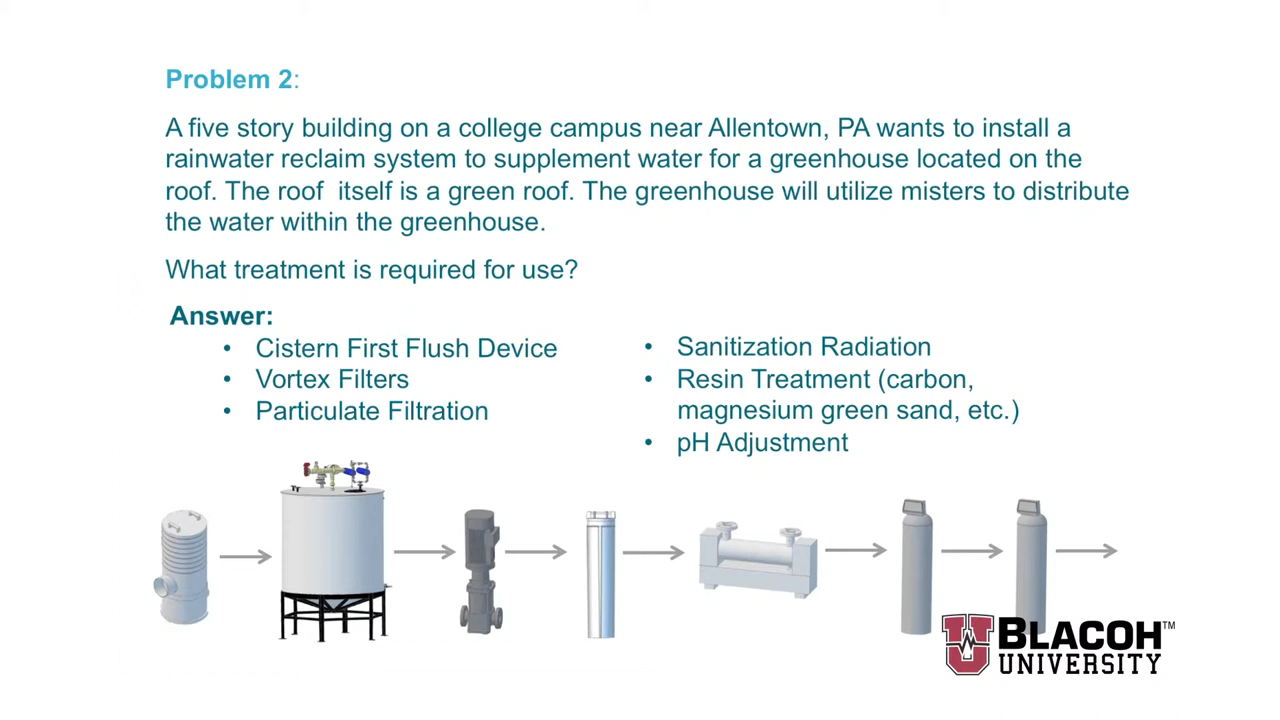 Problem 2:
A five story building on a college campus near Allentown, PA wants to install a
rainwater reclaim system to supplement water for a greenhouse located on the
roof. The roof itself is a green roof. The greenhouse will utilize misters to distribute
the water within the greenhouse.
What treatment is required for use?
Answer:
• Cistern First Flush Device
• Vortex Filters
• Particulate Filtration
• Sanitization Radiation
• Resin Treatment (carbon,
magnesium green sand, etc.)
• pH Adjustment
U BLACOH™
UNIVERSITY